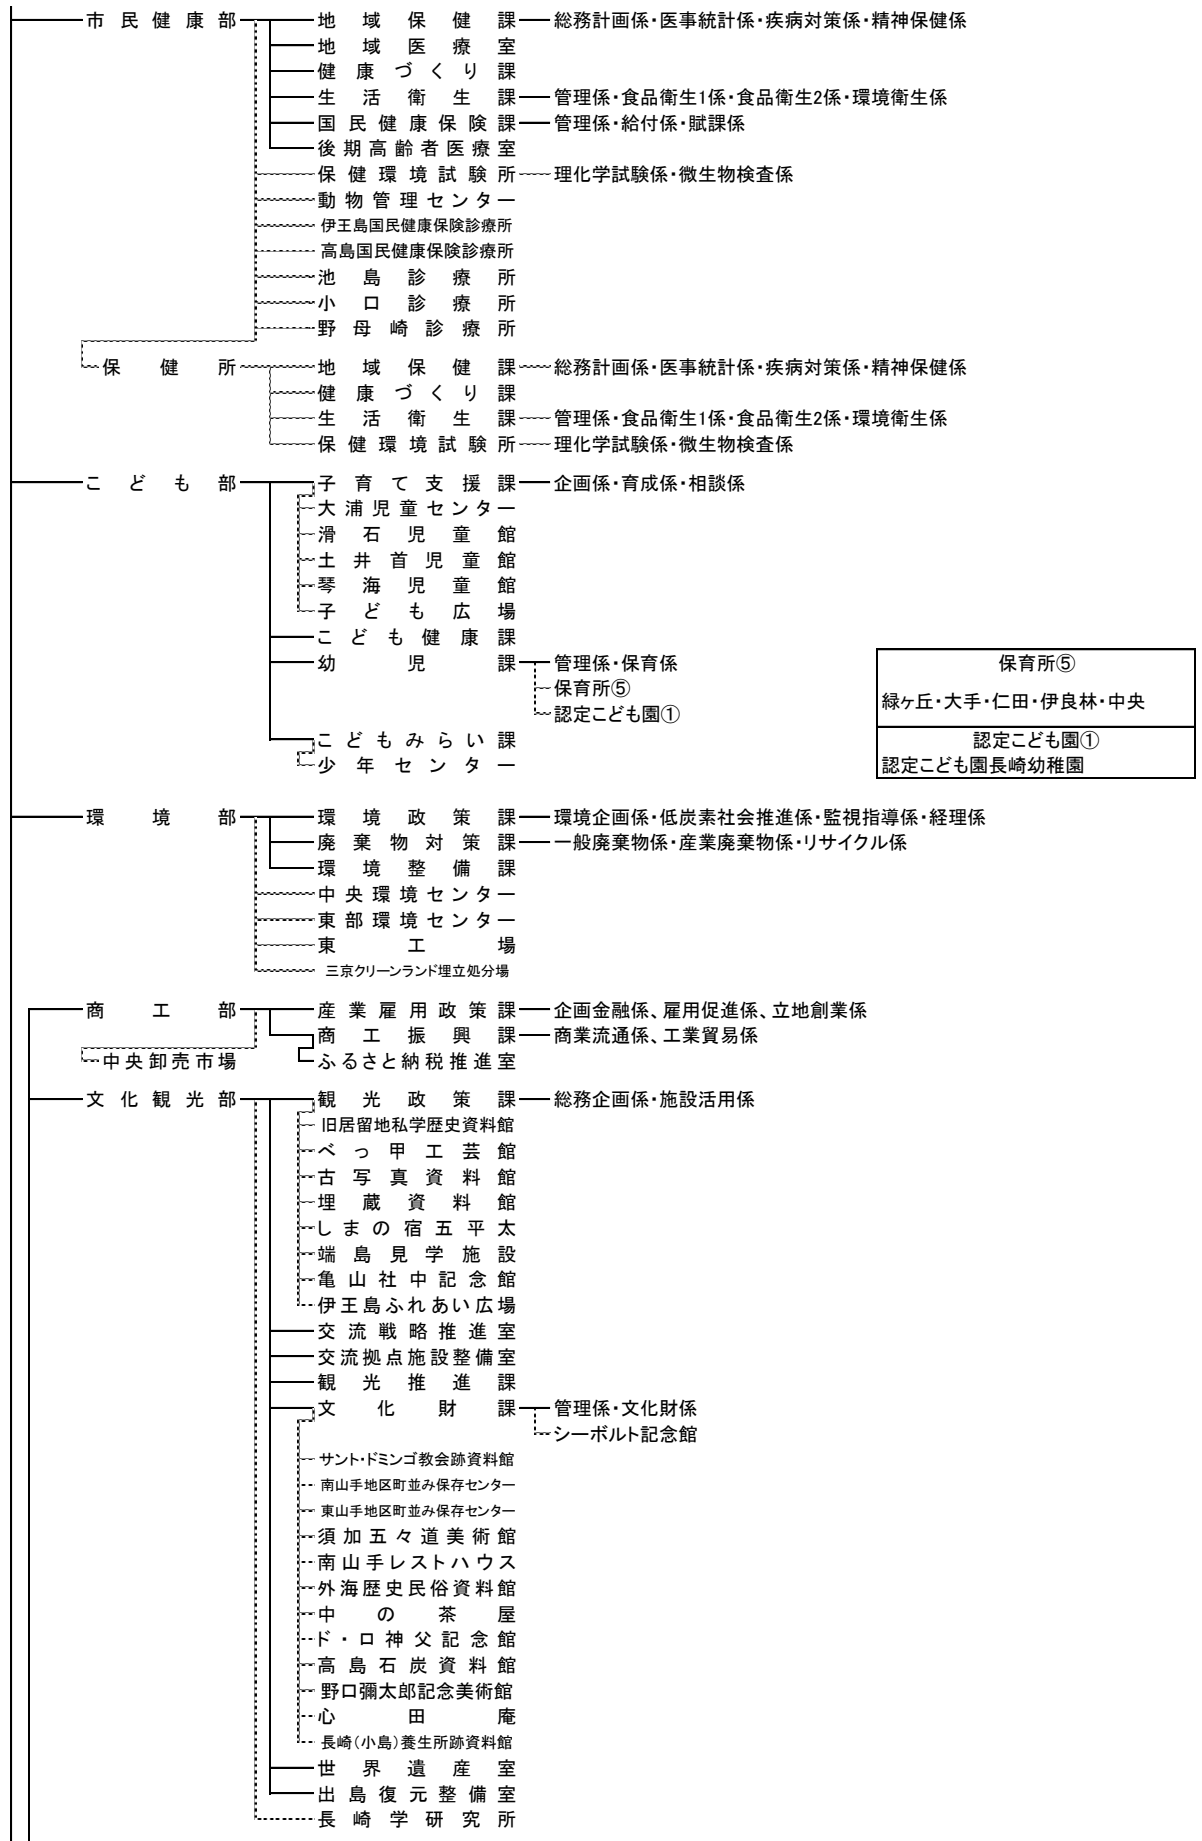 市民健康部 地域保健課 総務計画係・医事統計係・疾病対策係・精神保健係
地域医療室
健康づくり課
生活衛生課 管理係・食品衛生1係・食品衛生2係・環境衛生係
国民健康保険課 管理係・給付係・賦課係
後期高齢者医療室
保健環境試験所 理化学試験係・微生物検査係
動物管理センター
伊王島国民健康保険診療所
高島国民健康保険診療所
池島診療所
小口診療所
野母崎診療所
保健所 地域保健課 総務計画係・医事統計係・疾病対策係・精神保健係
健康づくり課
生活衛生課 管理係・食品衛生1係・食品衛生2係・環境衛生係
保健環境試験所 理化学試験係・微生物検査係
こども部 子育て支援課 企画係・育成係・相談係
大浦児童センター
滑石児童館
土井首児童館
琴海児童館
子ども広場
こども健康課
幼児課 管理係・保育係
保育所⑤
認定こども園①
こどもみらい課
少年センター
保育所⑤
緑ヶ丘・大手・仁田・伊良林・中央
認定こども園①
認定こども園長崎幼稚園
環境部 環境政策課 環境企画係・低炭素社会推進係・監視指導係・経理係
廃棄物対策課 一般廃棄物係・産業廃棄物係・リサイクル係
環境整備課
中央環境センター
東部環境センター
東工場
三京クリーンランド埋立処分場
商工部 産業雇用政策課 企画金融係、雇用促進係、立地創業係
商工振興課 商業流通係、工業貿易係
中央卸売市場 ふるさと納税推進室
文化観光部 観光政策課 総務企画係・施設活用係
旧居留地私学歴史資料館
べっ甲工芸館
古写真資料館
埋蔵資料館
しまの宿五平太
端島見学施設
亀山社中記念館
伊王島ふれあい広場
交流戦略推進室
交流拠点施設整備室
観光推進課
文化財課 管理係・文化財係
シーボルト記念館
サント・ドミンゴ教会跡資料館
南山手地区町並み保存センター
東山手地区町並み保存センター
須加五々道美術館
南山手レストハウス
外海歴史民俗資料館
中の茶屋
ド・ロ神父記念館
高島石炭資料館
野口彌太郎記念美術館
心田庵
長崎(小島)養生所跡資料館
世界遺産室
出島復元整備室
長崎学研究所